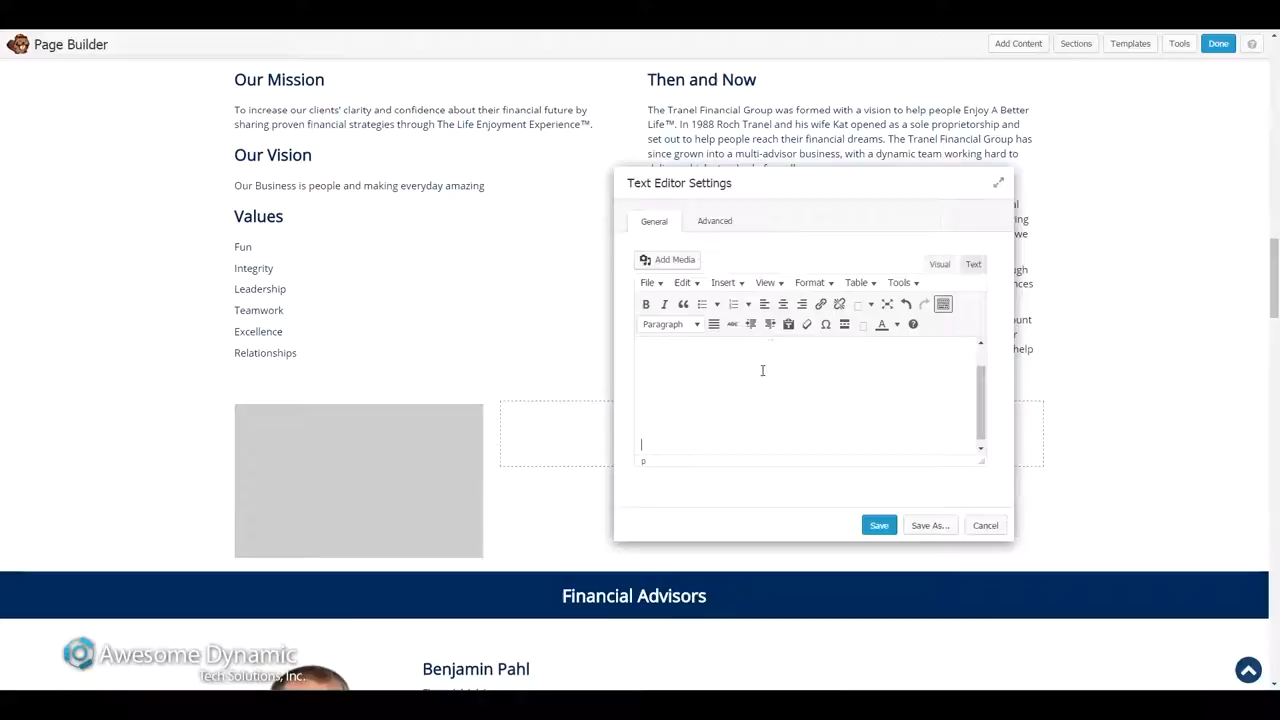 Page Builder
Add Content
Sections
Templates
Tools
Done
Our Mission
To increase our clients' clarity and confidence about their financial future by
sharing proven financial strategies through The Life Enjoyment Experience™.
Our Vision
Our Business is people and making everyday amazing
Values
Fun
Integrity
Leadership
Teamwork
Excellence
Relationships
Then and Now
The Tranel Financial Group was formed with a vision to help people Enjoy A Better
Life™. In 1988 Roch Tranel and his wife Kat opened as a sole proprietorship and
set out to help people reach their financial dreams. The Tranel Financial Group has
since grown into a multi-advisor business, with a dynamic team working hard to
we
help
Text Editor Settings
General
Advanced
Add Media
Visual
Text
File
Edit
Insert
View
Format
Table
Tools
Paragraph
ABC
p
Save
Save As...
Cancel
Financial Advisors
Awesome Dynamic
Tech Solutions, Inc.
Benjamin Pahl